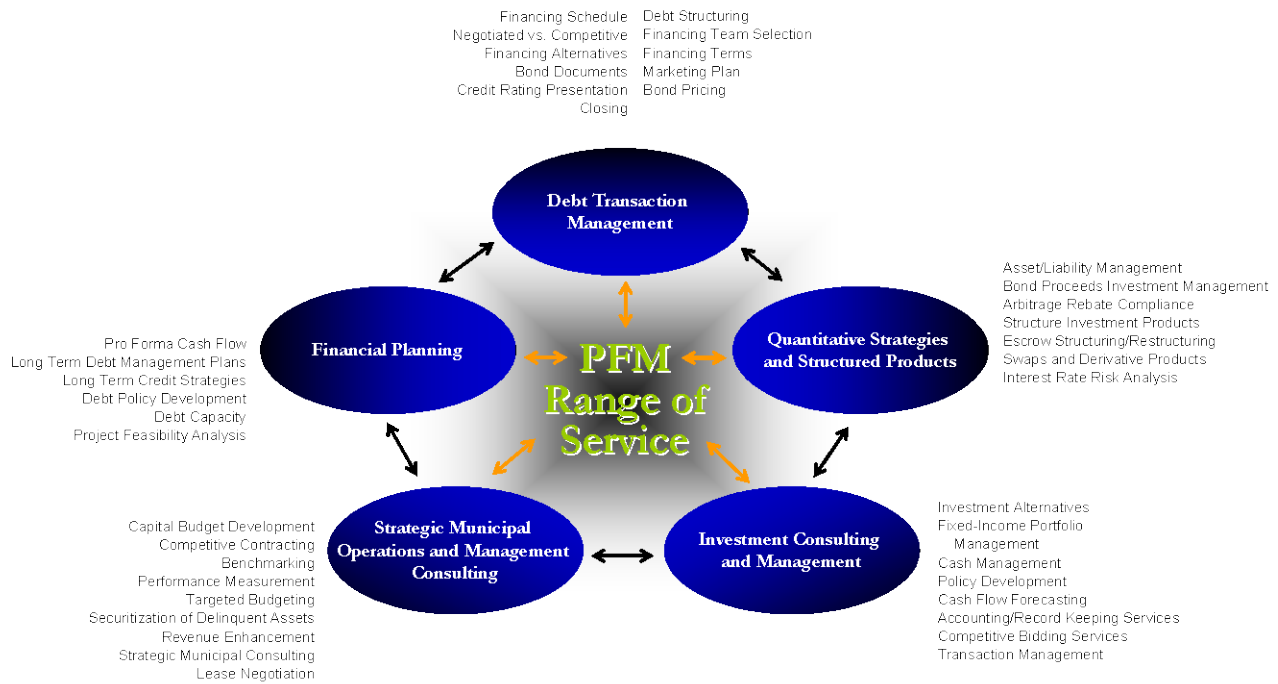 Financing Schedule
Negotiated vs. Competitive
Financing Alternatives
Bond Documents
Credit Rating Presentation
Closing
Debt Structuring
Financing Team Selection
Financing Terms
Marketing Plan
Bond Pricing
Debt Transaction
Management
Asset/Liability Management
Bond Proceeds Investment Management
Arbitrage Rebate Compliance
Structure Investment Products
Escrow Structuring/Restructuring
Swaps and Derivative Products
Interest Rate Risk Analysis
Quantitative Strategies
and Structured Products
Financial Planning
Pro Forma Cash Flow
Long Term Debt Management Plans
Long Term Credit Strategies
Debt Policy Development
Debt Capacity
Project Feasibility Analysis
PFM
Range of
Service
Strategic Municipal
Operations and Management
Consulting
Capital Budget Development
Competitive Contracting
Benchmarking
Performance Measurement
Targeted Budgeting
Securitization of Delinquent Assets
Revenue Enhancement
Strategic Municipal Consulting
Lease Negotiation
Investment Consulting
and Management
Investment Alternatives
Fixed-Income Portfolio
Management
Cash Management
Policy Development
Cash Flow Forecasting
Accounting/Record Keeping Services
Competitive Bidding Services
Transaction Management